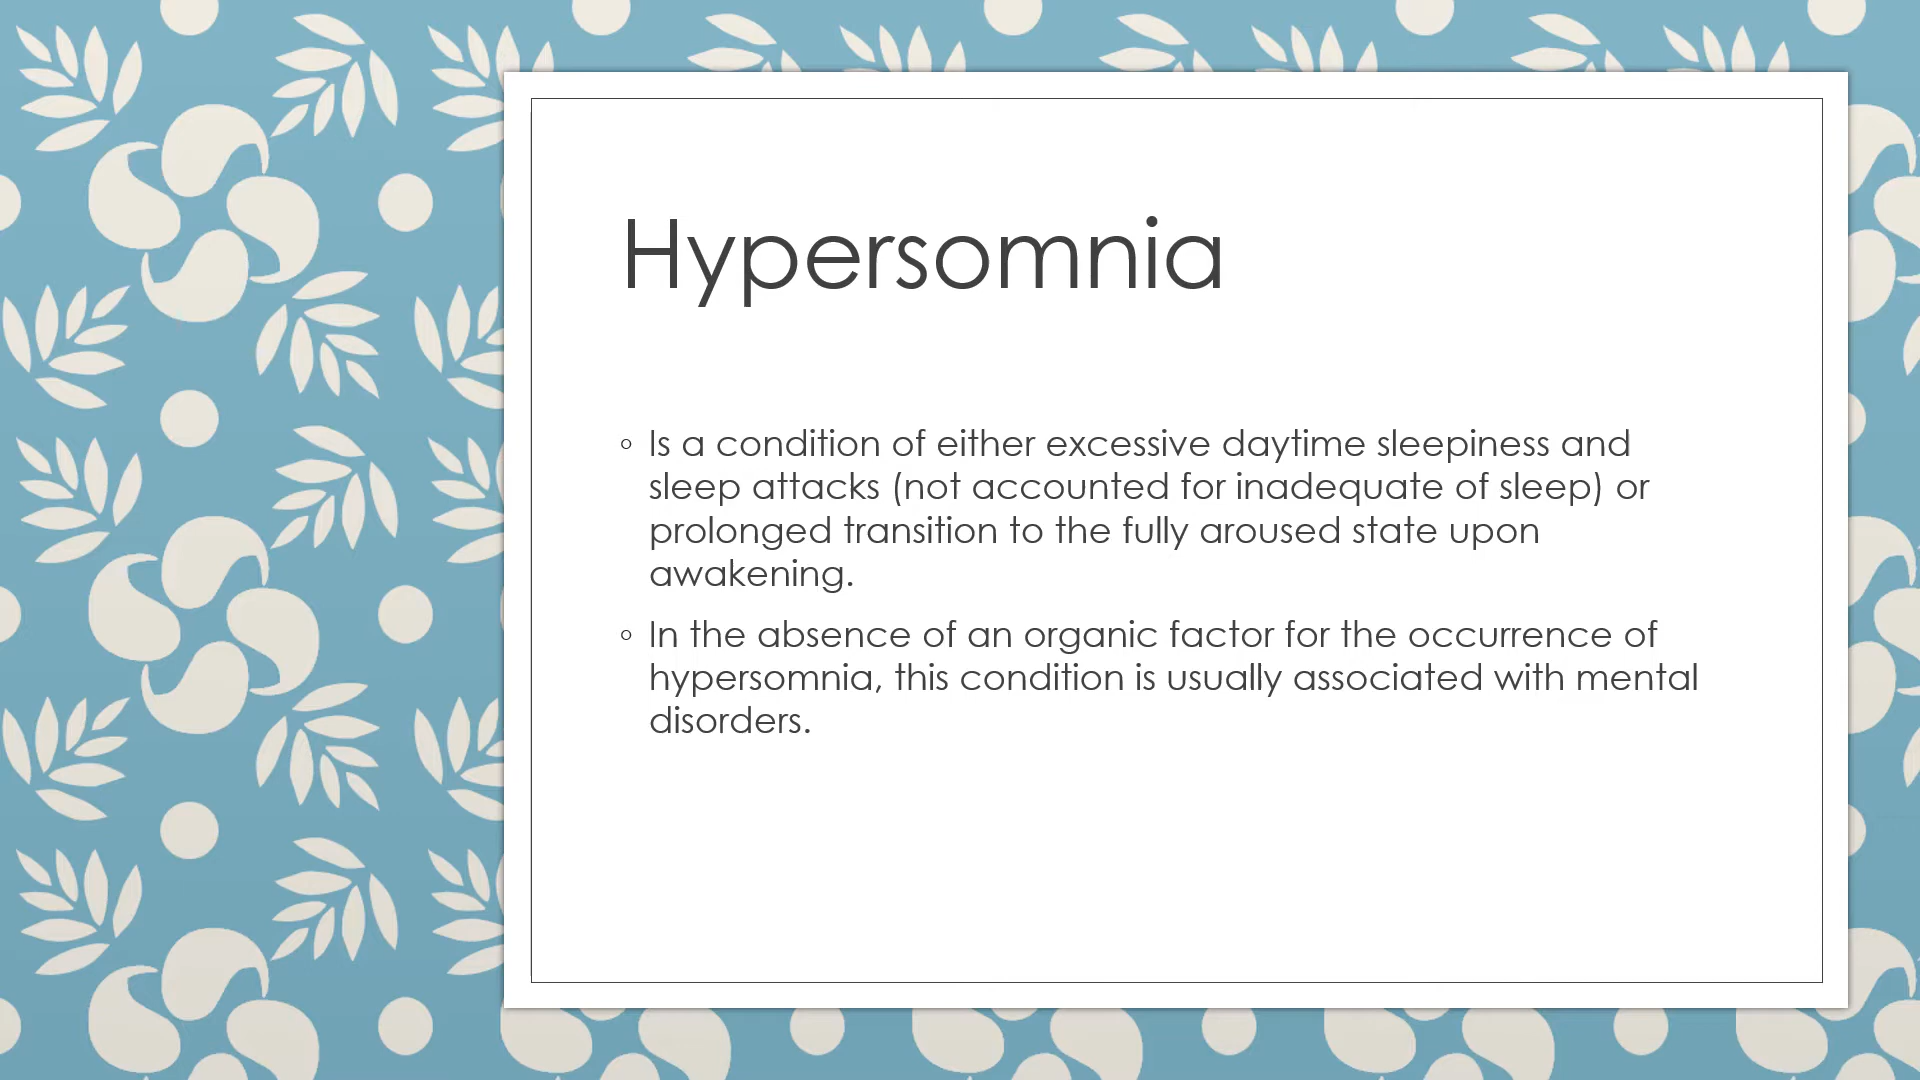 Hypersomnia
◦ Is a condition of either excessive daytime sleepiness and
sleep attacks (not accounted for inadequate of sleep) or
prolonged transition to the fully aroused state upon
awakening.
◦ In the absence of an organic factor for the occurrence of
hypersomnia, this condition is usually associated with mental
disorders.